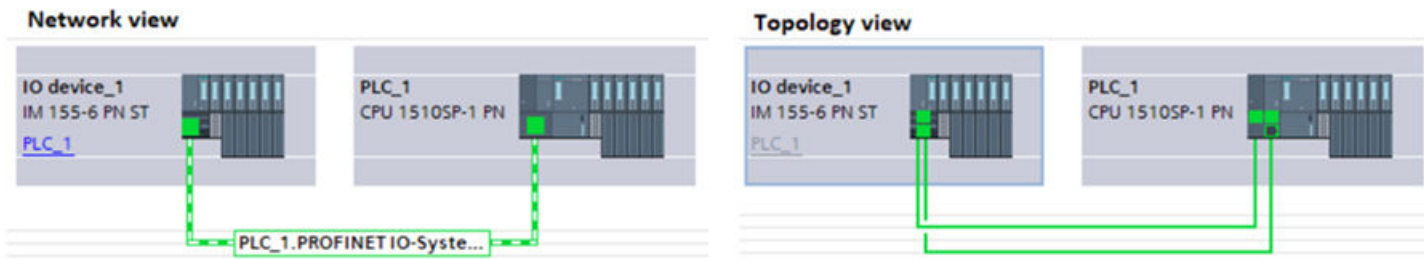 Network view
IO device_1
IM 155-6 PN ST
PLC_1
PLC_1
CPU 1510SP-1 PN
PLC_1.PROFINET IO-Syste...
Topology view
IO device_1
IM 155-6 PN ST
PLC_1
PLC_1
CPU 1510SP-1 PN